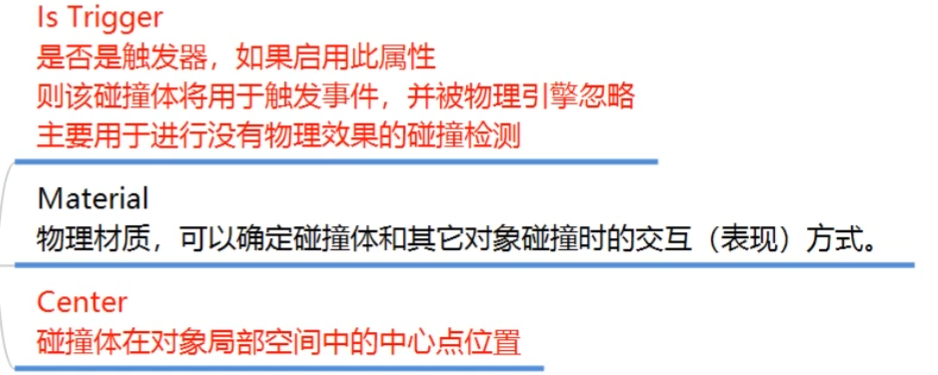 Is Trigger
是否是触发器，如果启用此属性
则该碰撞体将用于触发事件，并被物理引擎忽略
主要用于进行没有物理效果的碰撞检测
Material
物理材质，可以确定碰撞体和其它对象碰撞时的交互（表现）方式。
Center
碰撞体在对象局部空间中的中心点位置